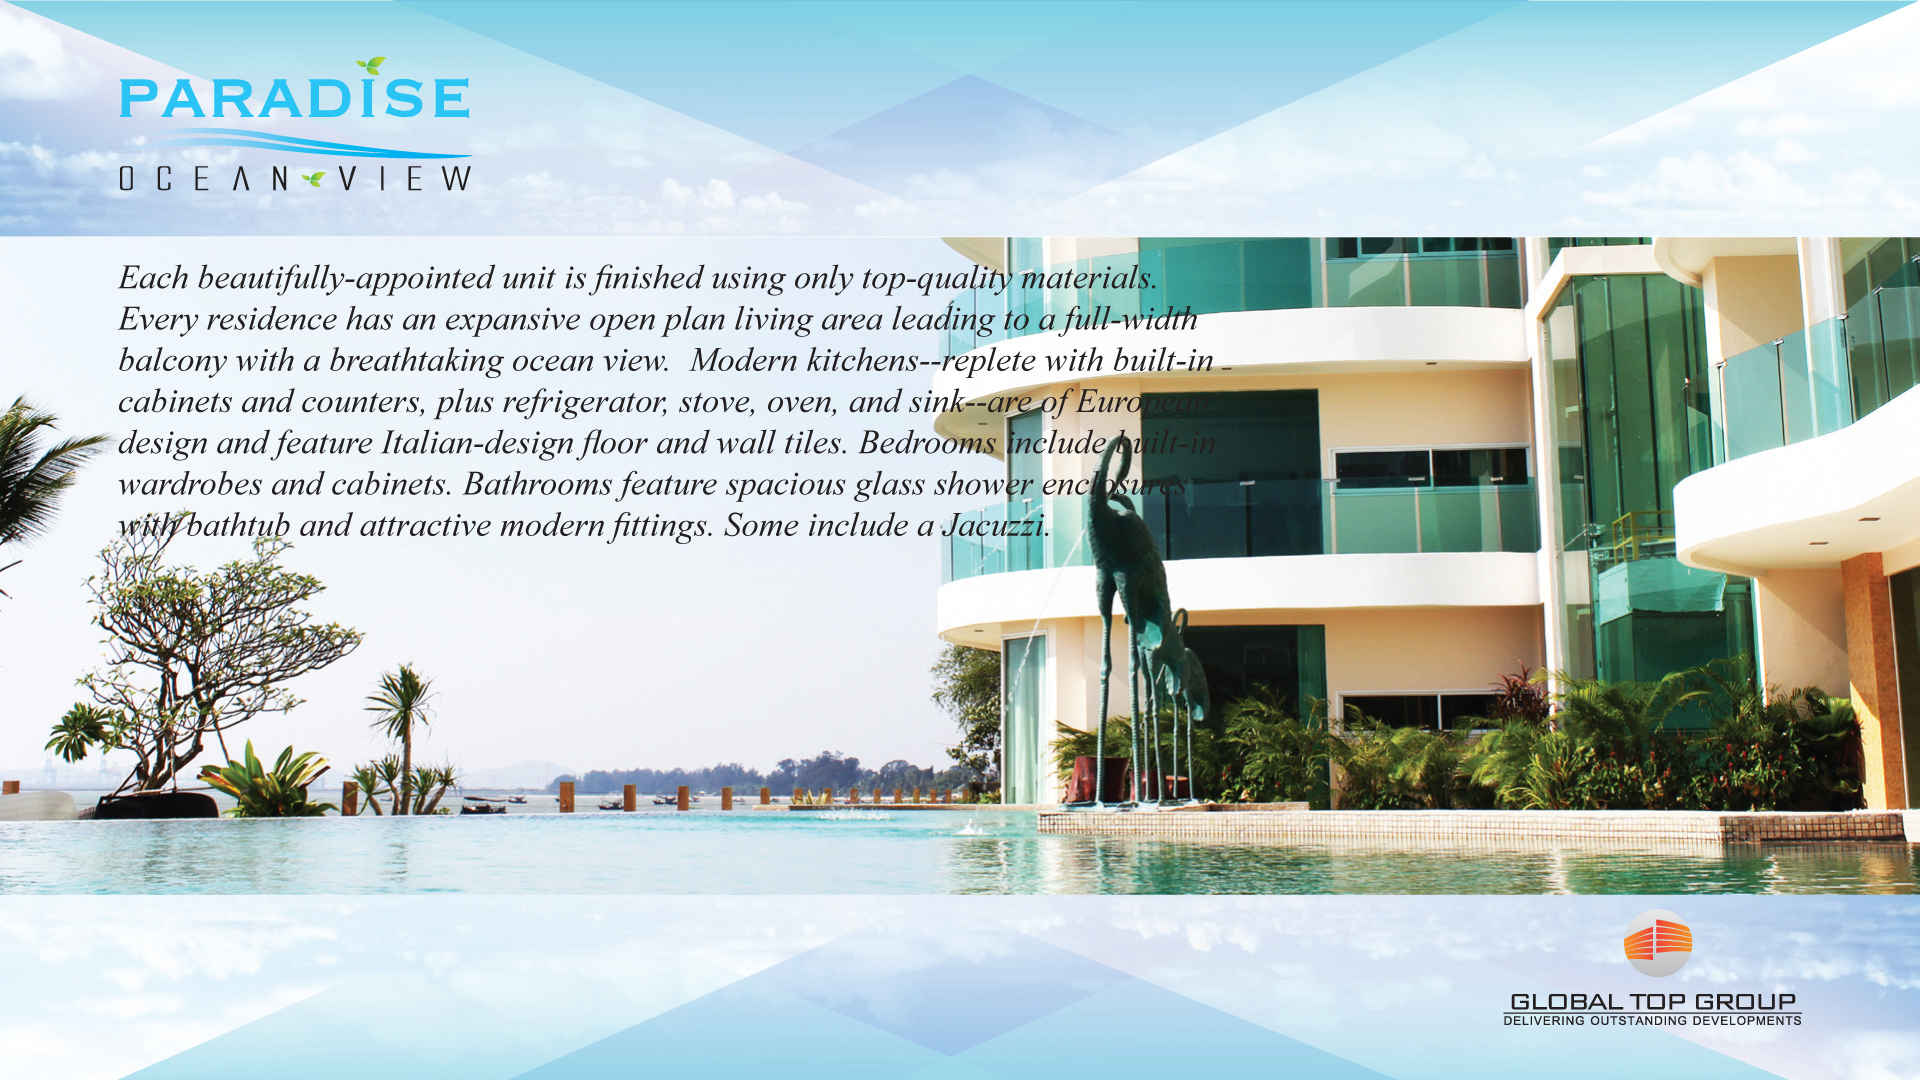 PARADISE
OCEAN VIEW
Each beautifully-appointed unit is finished using only top-quality materials.
Every residence has an expansive open plan living area leading to a full-width
balcony with a breathtaking ocean view.  Modern kitchens--replete with built-in
cabinets and counters, plus refrigerator, stove, oven, and sink--are of European
design and feature Italian-design floor and wall tiles. Bedrooms include built-in
wardrobes and cabinets. Bathrooms feature spacious glass shower enclosures
with bathtub and attractive modern fittings. Some include a Jacuzzi.
GLOBAL TOP GROUP
DELIVERING OUTSTANDING DEVELOPMENTS